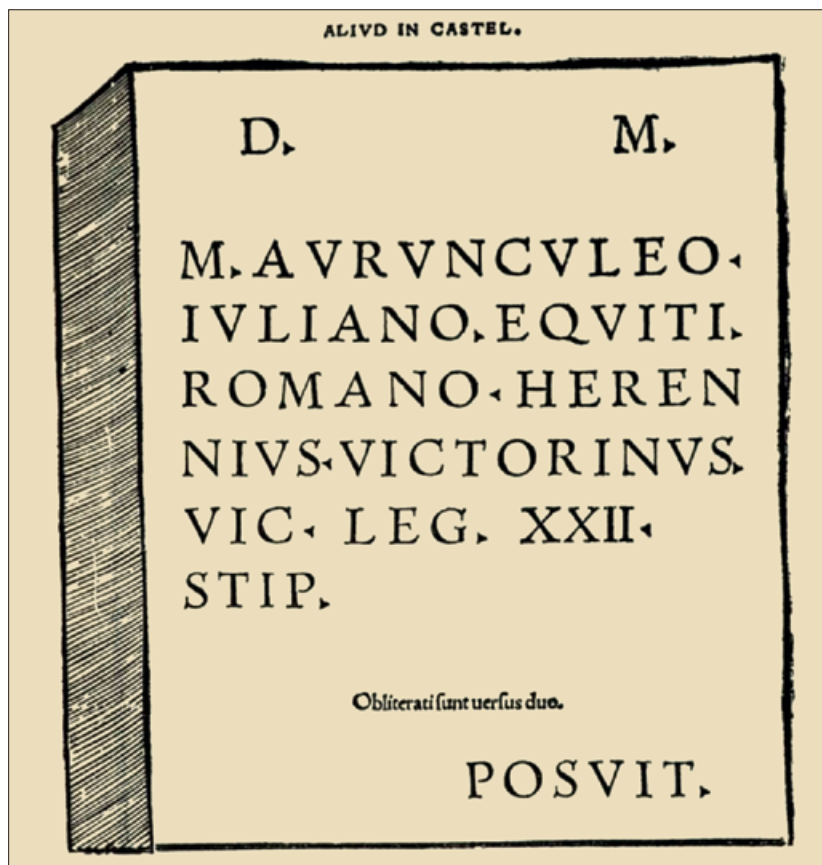 ALIVD IN CASTEL.
D. M.
M. AVRVNCVLEO.
IVLIANO. EQVITI.
ROMANO. HEREN
NIVS. VICTORINVS.
VIC. LEG. XXII.
STIP.
Obliterati ſunt uerſus duo.
POSVIT.